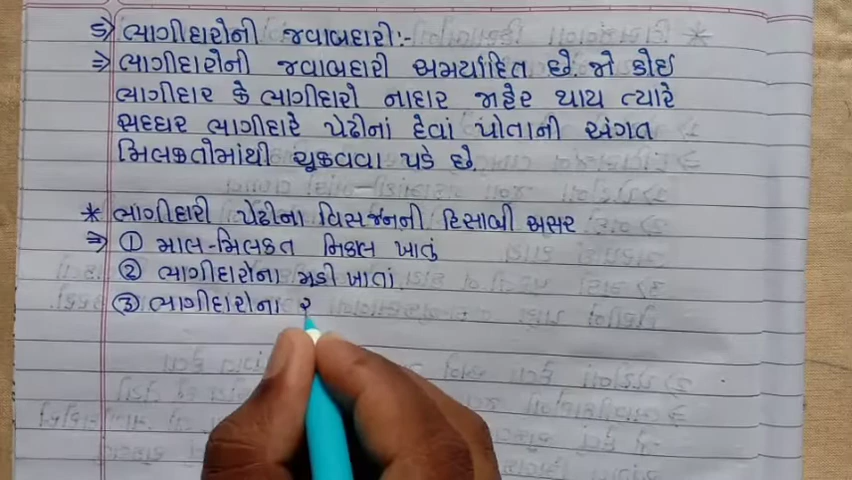 ડ⟩ ભાગીદારોની જવાબદારી:-
⇒ ભાગીદારોની જવાબદારી અમર્યાદિત છે. જો કોઈ
ભાગીદાર કે ભાગીદારો નાદાર જાહેર થાય ત્યારે
સધ્ધર ભાગીદારે પેઢીનાં દેવાં પોતાની અંગત
મિલકતોમાંથી ચૂકવવા પડે છે.
* ભાગીદારી પેઢીના વિસર્જનની હિસાબી અસર
⇒ ① માલ-મિલકત નિકાલ ખાતું
② ભાગીદારોના મૂડી ખાતાં
③ ભાગીદારોના ર